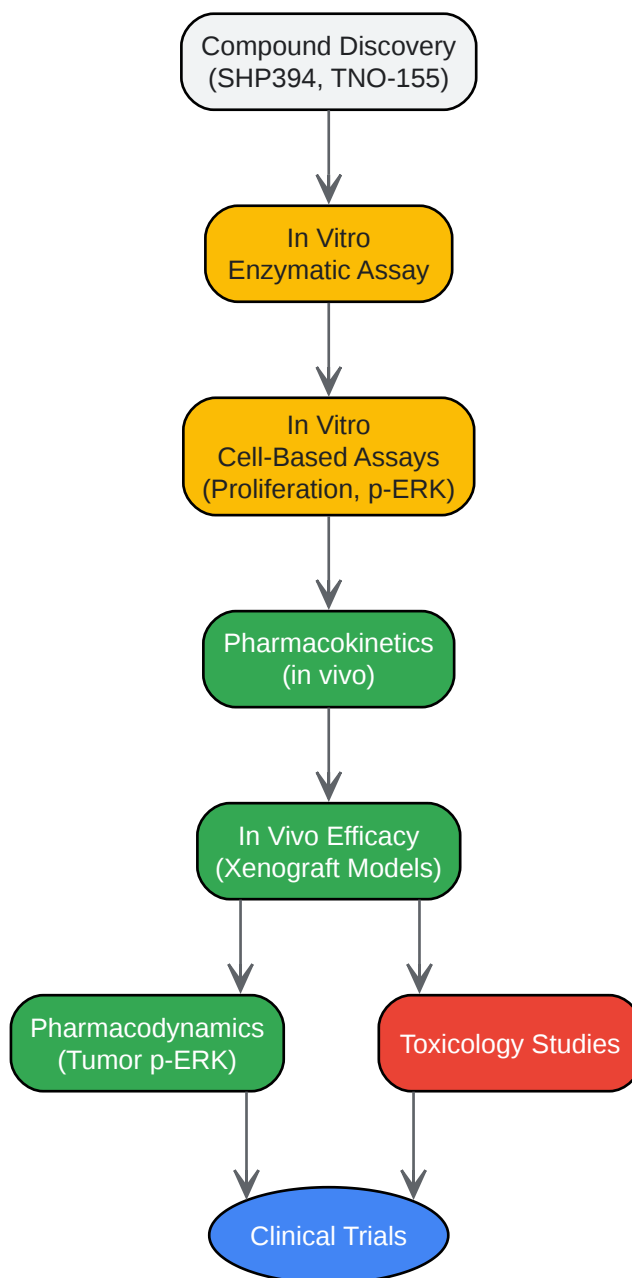 Compound Discovery
(SHP394, TNO-155)
In Vitro
Enzymatic Assay
In Vitro
Cell-Based Assays
(Proliferation, p-ERK)
Pharmacokinetics
(in vivo)
In Vivo Efficacy
(Xenograft Models)
Pharmacodynamics
(Tumor p-ERK)
Toxicology Studies
Clinical Trials